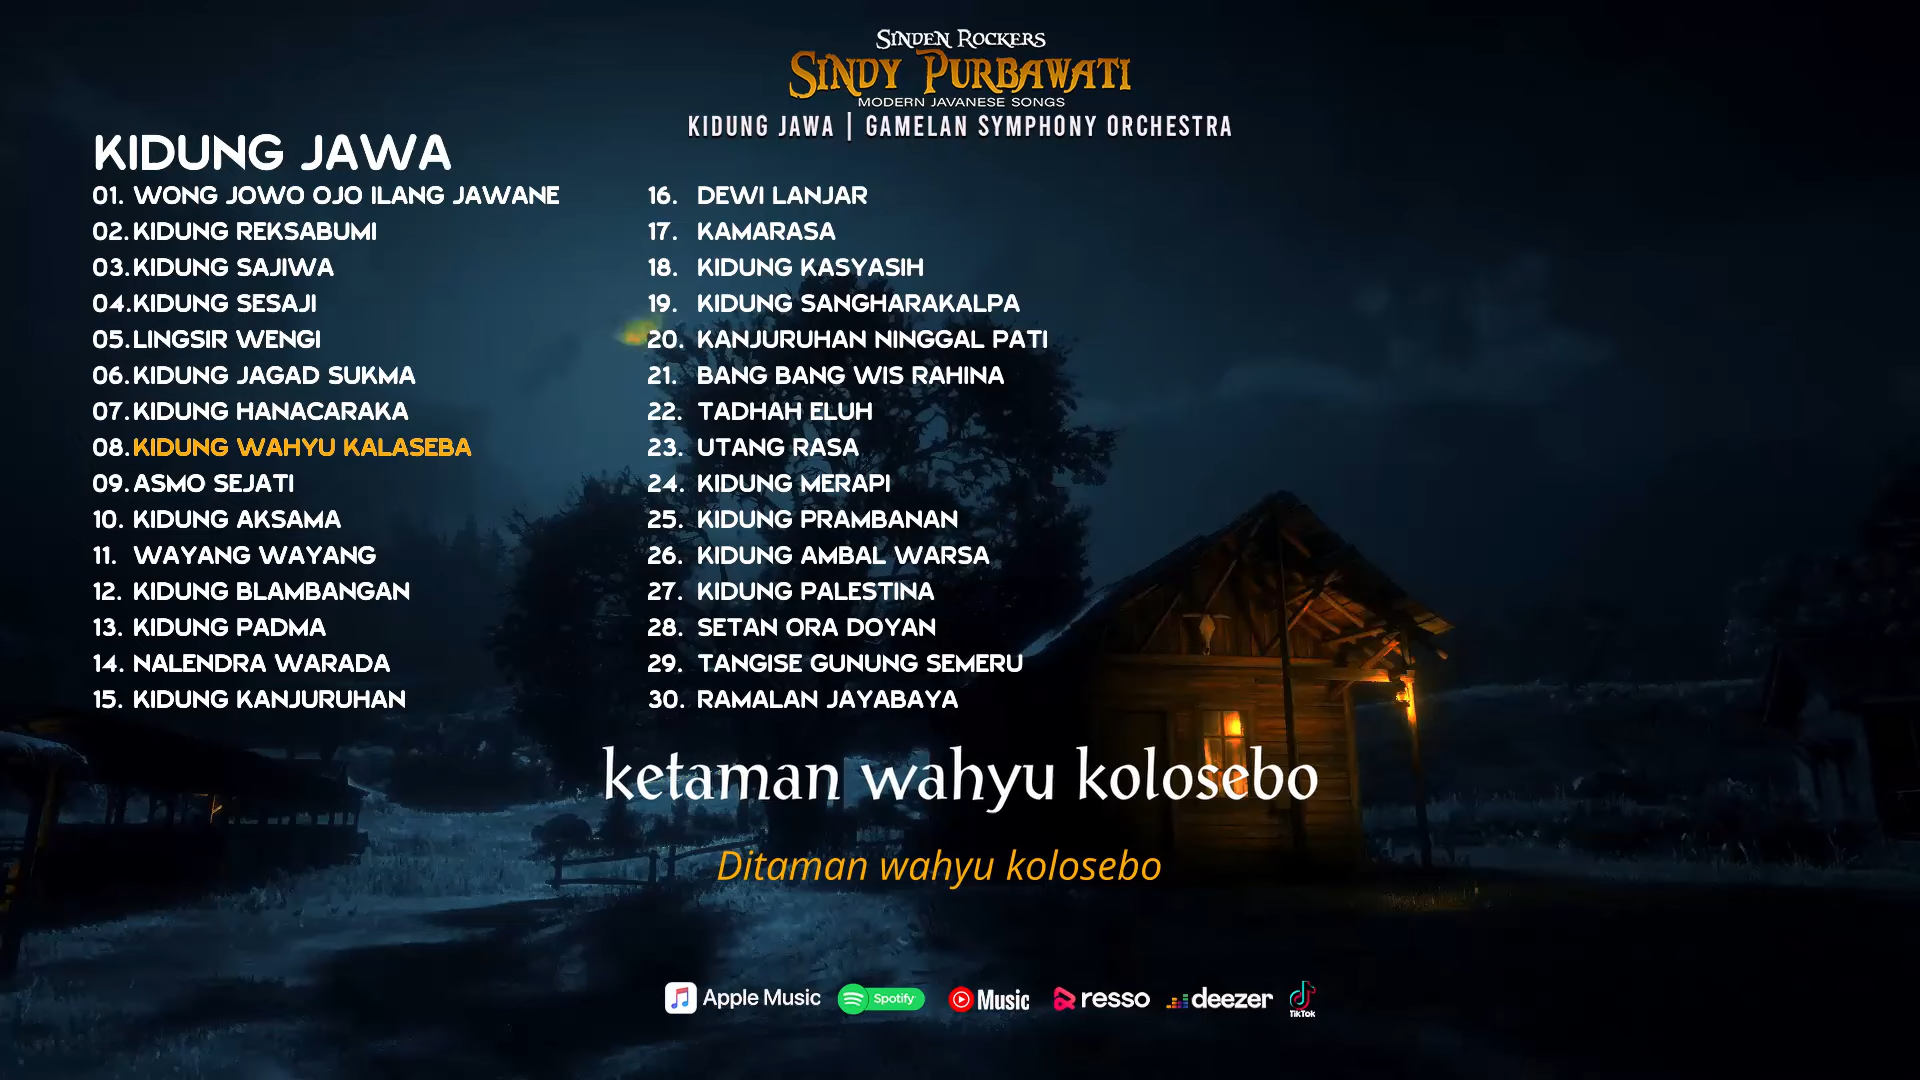 SINDEN ROCKERS
SINDY PURBAWATI
MODERN JAVANESE SONGS
KIDUNG JAWA | GAMELAN SYMPHONY ORCHESTRA
KIDUNG JAWA
01. WONG JOWO OJO ILANG JAWANE
02. KIDUNG REKSABUMI
03. KIDUNG SAJIWA
04. KIDUNG SESAJI
05. LINGSIR WENGI
06. KIDUNG JAGAD SUKMA
07. KIDUNG HANACARAKA
08. KIDUNG WAHYU KALASEBA
09. ASMO SEJATI
10. KIDUNG AKSAMA
11. WAYANG WAYANG
12. KIDUNG BLAMBANGAN
13. KIDUNG PADMA
14. NALENDRA WARADA
15. KIDUNG KANJURUHAN
16. DEWI LANJAR
17. KAMARASA
18. KIDUNG KASYASIH
19. KIDUNG SANGHARAKALPA
20. KANJURUHAN NINGGAL PATI
21. BANG BANG WIS RAHINA
22. TADHAH ELUH
23. UTANG RASA
24. KIDUNG MERAPI
25. KIDUNG PRAMBANAN
26. KIDUNG AMBAL WARSA
27. KIDUNG PALESTINA
28. SETAN ORA DOYAN
29. TANGISE GUNUNG SEMERU
30. RAMALAN JAYABAYA
ketaman wahyu kolosebo
Ditaman wahyu kolosebo
Apple Music Spotify Music resso deezer TikTok